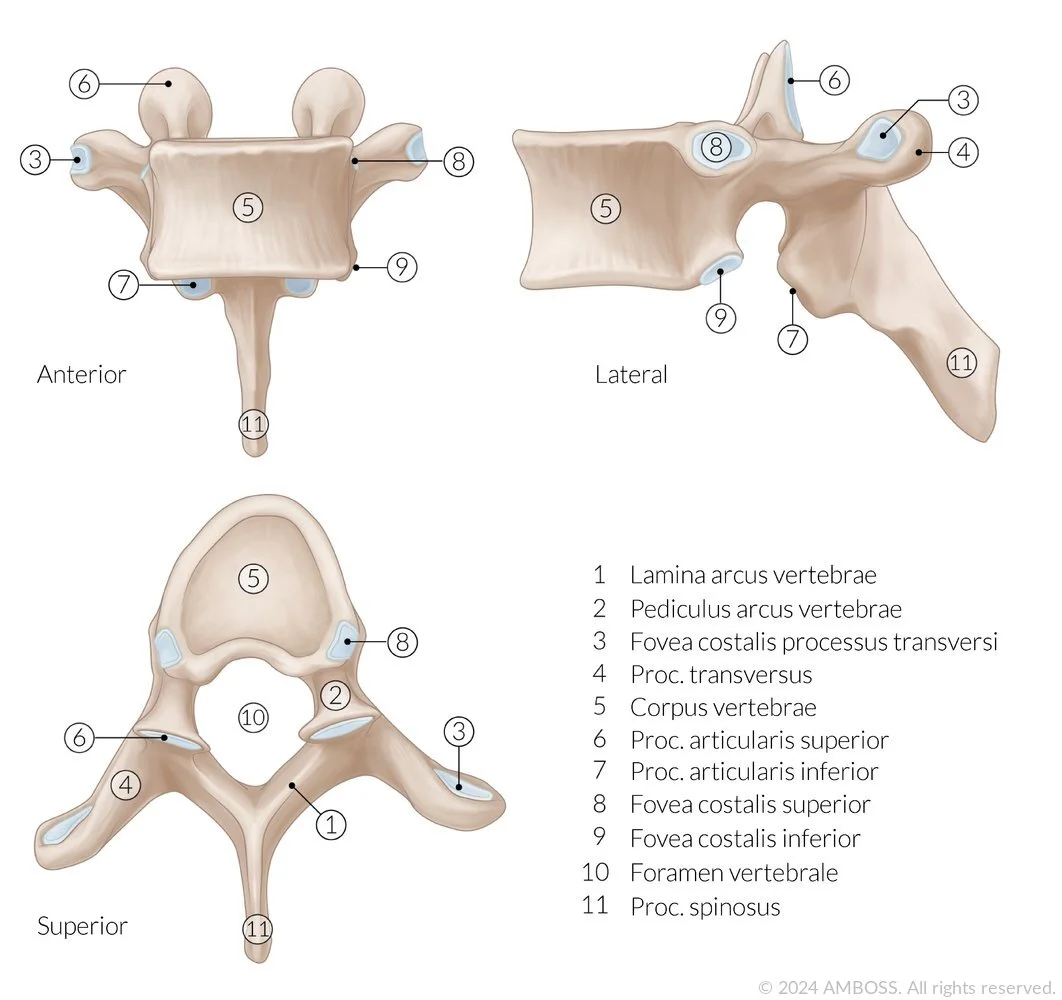 6
3
8
5
7
9
Anterior
11
6
3
8
4
5
9
7
11
Lateral
5
8
2
10
6
3
4
1
11
Superior
1 Lamina arcus vertebrae
2 Pediculus arcus vertebrae
3 Fovea costalis processus transversi
4 Proc. transversus
5 Corpus vertebrae
6 Proc. articularis superior
7 Proc. articularis inferior
8 Fovea costalis superior
9 Fovea costalis inferior
10 Foramen vertebrale
11 Proc. spinosus
© 2024 AMBOSS. All rights reserved.